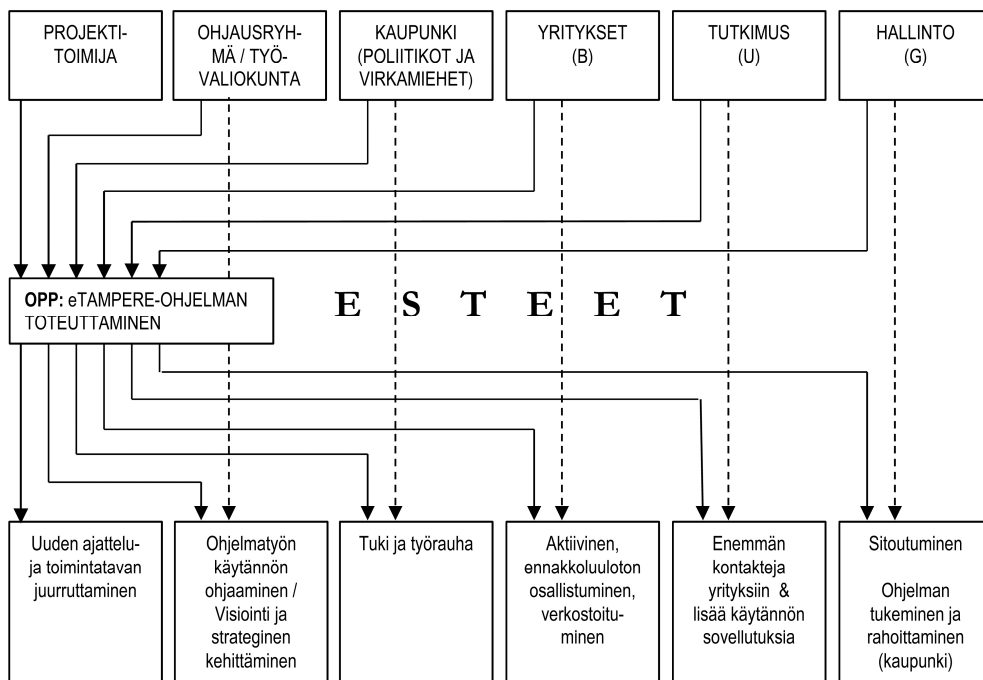 PROJEKTI-
TOIMIJA
OHJAUSRYH-
MÄ / TYÖ-
VALIOKUNTA
KAUPUNKI
(POLIITIKOT JA
VIRKAMIEHET)
YRITYKSET
(B)
TUTKIMUS
(U)
HALLINTO
(G)
OPP: eTAMPERE-OHJELMAN
TOTEUTTAMINEN
E S T E E T
Uuden ajattelu-
ja toimintatavan
juurruttaminen
Ohjelmatyön
käytännön
ohjaaminen /
Visiointi ja
strateginen
kehittäminen
Tuki ja työrauha
Aktiivinen,
ennakkoluuloton
osallistuminen,
verkostoitu-
minen
Enemmän
kontakteja
yrityksiin &
lisää käytännön
sovellutuksia
Sitoutuminen
Ohjelman
tukeminen ja
rahoittaminen
(kaupunki)